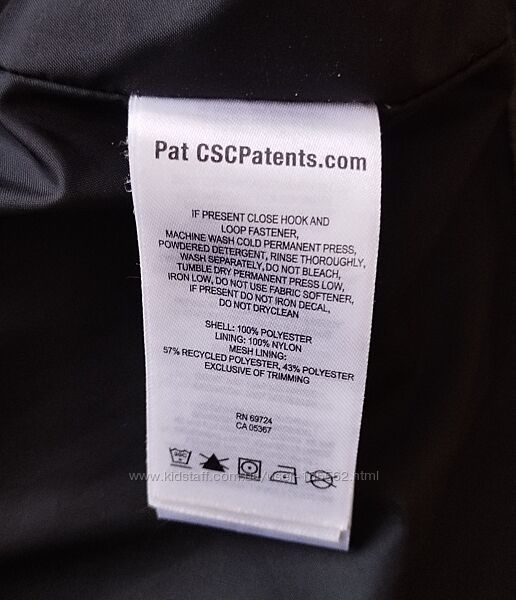 Pat CSCPatents.com
IF PRESENT CLOSE HOOK AND
LOOP FASTENER,
MACHINE WASH COLD PERMANENT PRESS,
POWDERED DETERGENT, RINSE THOROUGHLY,
WASH SEPARATELY, DO NOT BLEACH,
TUMBLE DRY PERMANENT PRESS LOW,
IRON LOW, DO NOT USE FABRIC SOFTENER,
IF PRESENT DO NOT IRON DECAL,
DO NOT DRYCLEAN
SHELL: 100% POLYESTER
LINING: 100% NYLON
MESH LINING:
57% RECYCLED POLYESTER, 43% POLYESTER
EXCLUSIVE OF TRIMMING
RN 69724
CA 05367